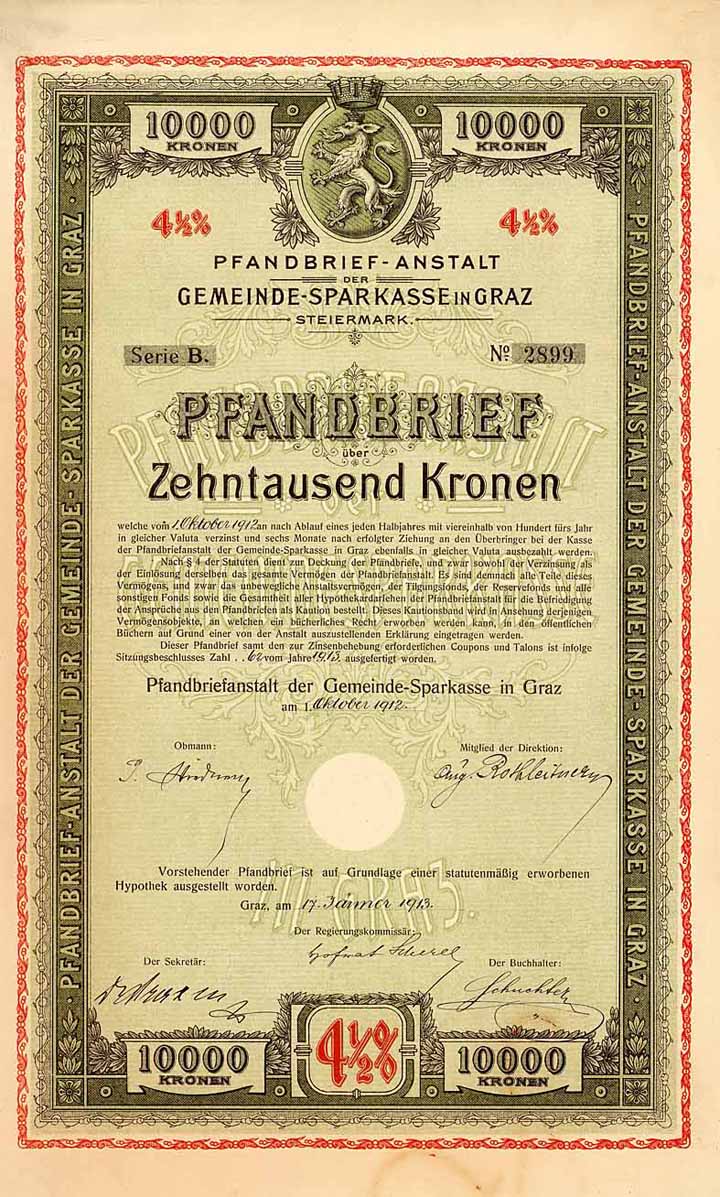 10000
KRONEN
10000
KRONEN
4½%
4½%
PFANDBRIEF-ANSTALT
DER
GEMEINDE-SPARKASSE IN GRAZ
STEIERMARK.
Serie B.
№ 2899
PFANDBRIEF
über
Zehntausend Kronen
welche vom 1. Oktober 1912 an nach Ablauf eines jeden Halbjahres mit viereinhalb von Hundert fürs Jahr
in gleicher Valuta verzinst und sechs Monate nach erfolgter Ziehung an den Überbringer bei der Kasse
der Pfandbriefanstalt der Gemeinde-Sparkasse in Graz ebenfalls in gleicher Valuta ausbezahlt werden.
Nach § 4 der Statuten dient zur Deckung der Pfandbriefe, und zwar sowohl der Verzinsung als
der Einlösung derselben das gesamte Vermögen der Pfandbriefanstalt. Es sind demnach alle Teile dieses
Vermögens, und zwar das unbewegliche Anstaltsvermögen, der Tilgungsfonds, der Reservefonds und alle
sonstigen Fonds sowie die Gesamtheit aller Hypothekardarlehen der Pfandbriefanstalt für die Befriedigung
der Ansprüche aus den Pfandbriefen als Kaution bestellt. Dieses Kautionsband wird in Ansehung derjenigen
Vermögensobjekte, an welchen ein bücherliches Recht erworben werden kann, in den öffentlichen
Büchern auf Grund einer von der Anstalt auszustellenden Erklärung eingetragen werden.
Dieser Pfandbrief samt den zur Zinsenbehebung erforderlichen Coupons und Talons ist infolge
Sitzungsbeschlusses Zahl . . 62 vom Jahre 1913. ausgefertigt worden.
Pfandbriefanstalt der Gemeinde-Sparkasse in Graz
am 1. Oktober 1912.
Obmann:
Mitglied der Direktion:
Aug. Rothleitner
Vorstehender Pfandbrief ist auf Grundlage einer statutenmäßig erworbenen
Hypothek ausgestellt worden.
IN GRAZ.
Graz, am 17. Jänner 1913.
Der Regierungskommissär:
Hofrat
Der Sekretär:
Der Buchhalter:
Schuchter
10000
KRONEN
4½%
10000
KRONEN
PFANDBRIEF-ANSTALT DER GEMEINDE-SPARKASSE IN GRAZ
PFANDBRIEF-ANSTALT DER GEMEINDE-SPARKASSE IN GRAZ